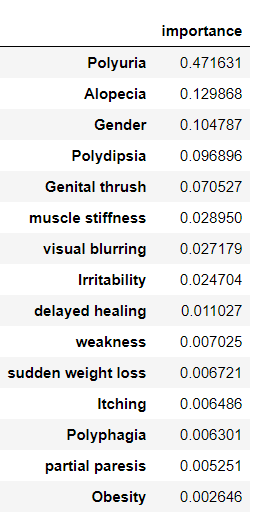 importance
Polyuria 0.471631
Alopecia 0.129868
Gender 0.104787
Polydipsia 0.096896
Genital thrush 0.070527
muscle stiffness 0.028950
visual blurring 0.027179
Irritability 0.024704
delayed healing 0.011027
weakness 0.007025
sudden weight loss 0.006721
Itching 0.006486
Polyphagia 0.006301
partial paresis 0.005251
Obesity 0.002646